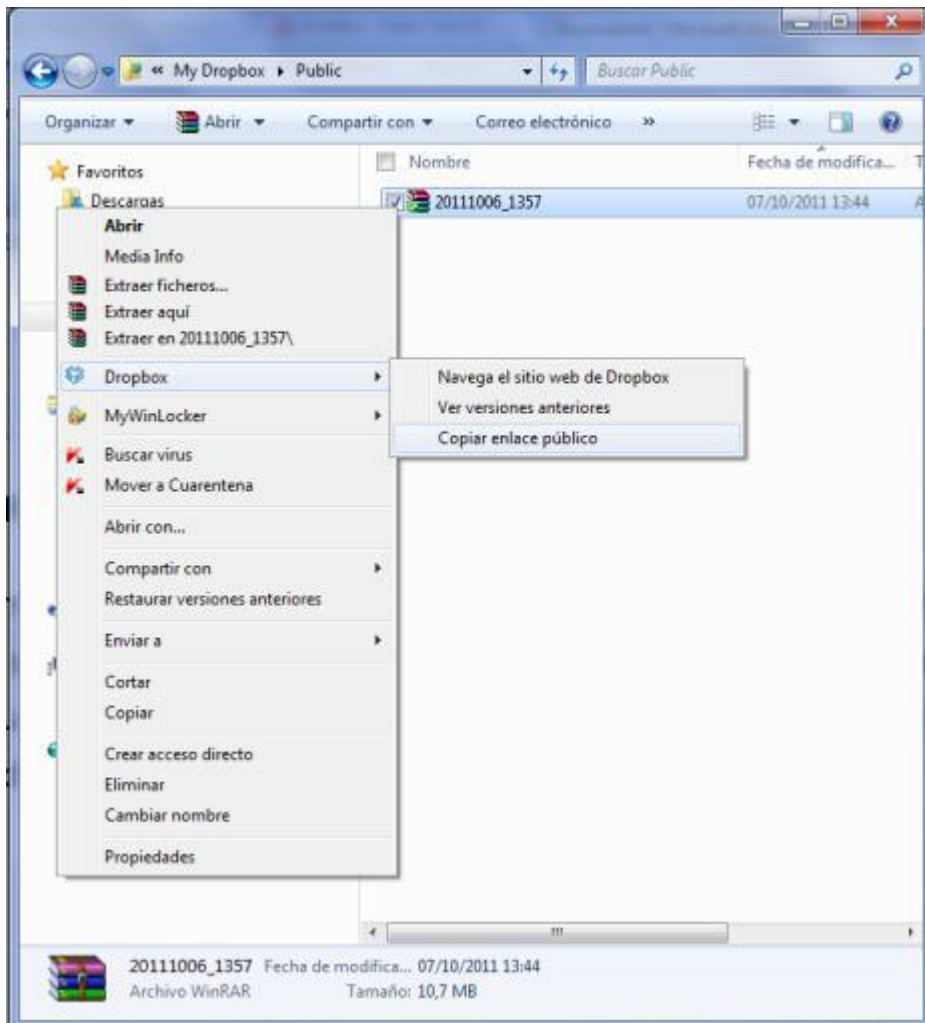 « My Dropbox ▸ Public
Buscar Public
Organizar
Abrir
Compartir con
Correo electrónico
»
Favoritos
Descargas
Nombre
Fecha de modifica...
T
20111006_1357
07/10/2011 13:44
A
Abrir
Media Info
Extraer ficheros...
Extraer aquí
Extraer en 20111006_1357\
Dropbox
Navega el sitio web de Dropbox
Ver versiones anteriores
Copiar enlace público
MyWinLocker
Buscar virus
Mover a Cuarentena
Abrir con...
Compartir con
Restaurar versiones anteriores
Enviar a
Cortar
Copiar
Crear acceso directo
Eliminar
Cambiar nombre
Propiedades
20111006_1357 Fecha de modifica... 07/10/2011 13:44
Archivo WinRAR Tamaño: 10,7 MB